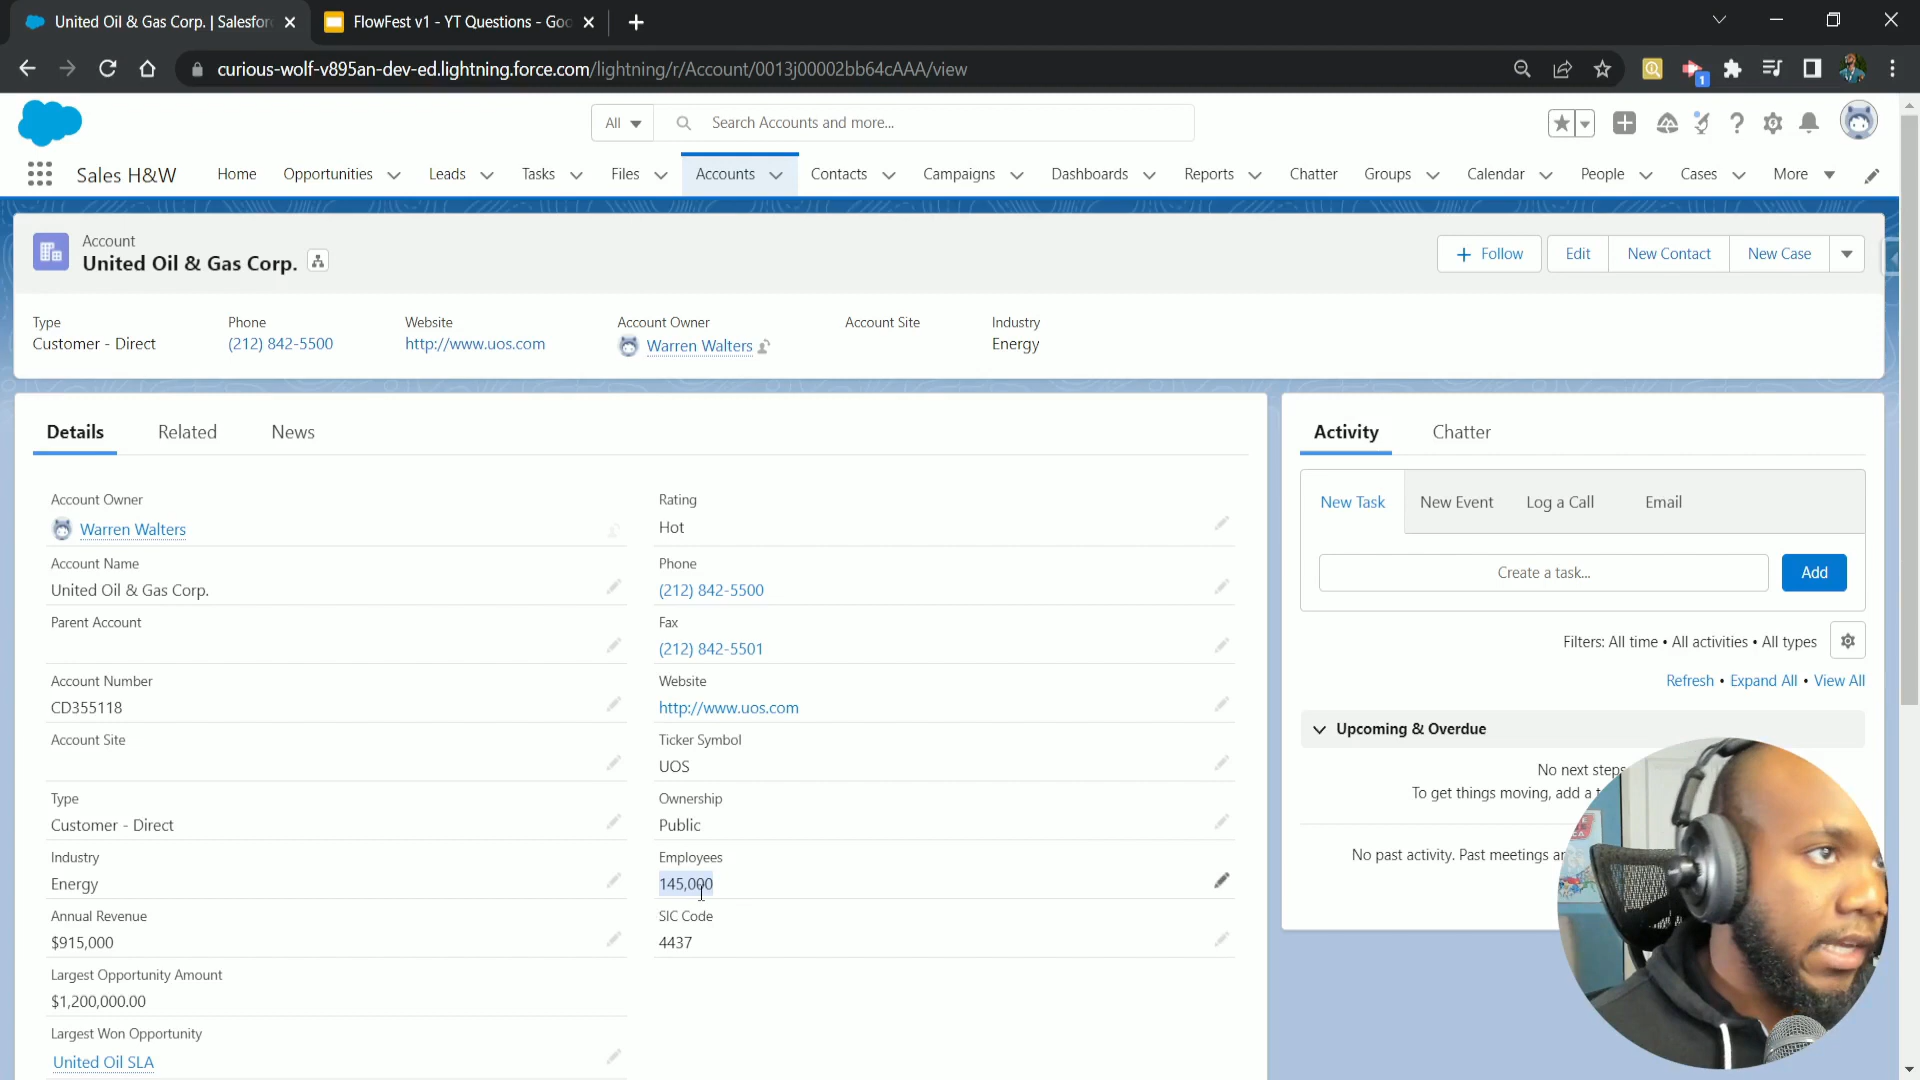 United Oil & Gas Corp. | Salesfor
FlowFest v1 - YT Questions - Goo
curious-wolf-v895an-dev-ed.lightning.force.com/lightning/r/Account/0013j00002bb64cAAA/view
1
All
Search Accounts and more...
Sales H&W
Home
Opportunities
Leads
Tasks
Files
Accounts
Contacts
Campaigns
Dashboards
Reports
Chatter
Groups
Calendar
People
Cases
More
Account
United Oil & Gas Corp.
Follow
Edit
New Contact
New Case
Type
Phone
Website
Account Owner
Account Site
Industry
Customer - Direct
(212) 842-5500
http://www.uos.com
Warren Walters
Energy
Details
Related
News
Account Owner
Warren Walters
Rating
Hot
Account Name
United Oil & Gas Corp.
Phone
(212) 842-5500
Parent Account
Fax
(212) 842-5501
Account Number
CD355118
Website
http://www.uos.com
Account Site
Ticker Symbol
UOS
Type
Customer - Direct
Ownership
Public
Industry
Energy
Employees
145,000
Annual Revenue
$915,000
SIC Code
4437
Largest Opportunity Amount
$1,200,000.00
Largest Won Opportunity
United Oil SLA
Activity
Chatter
New Task
New Event
Log a Call
Email
Create a task...
Add
Filters: All time • All activities • All types
Refresh • Expand All • View All
Upcoming & Overdue
No next steps
To get things moving, add a
No past activity. Past meetings